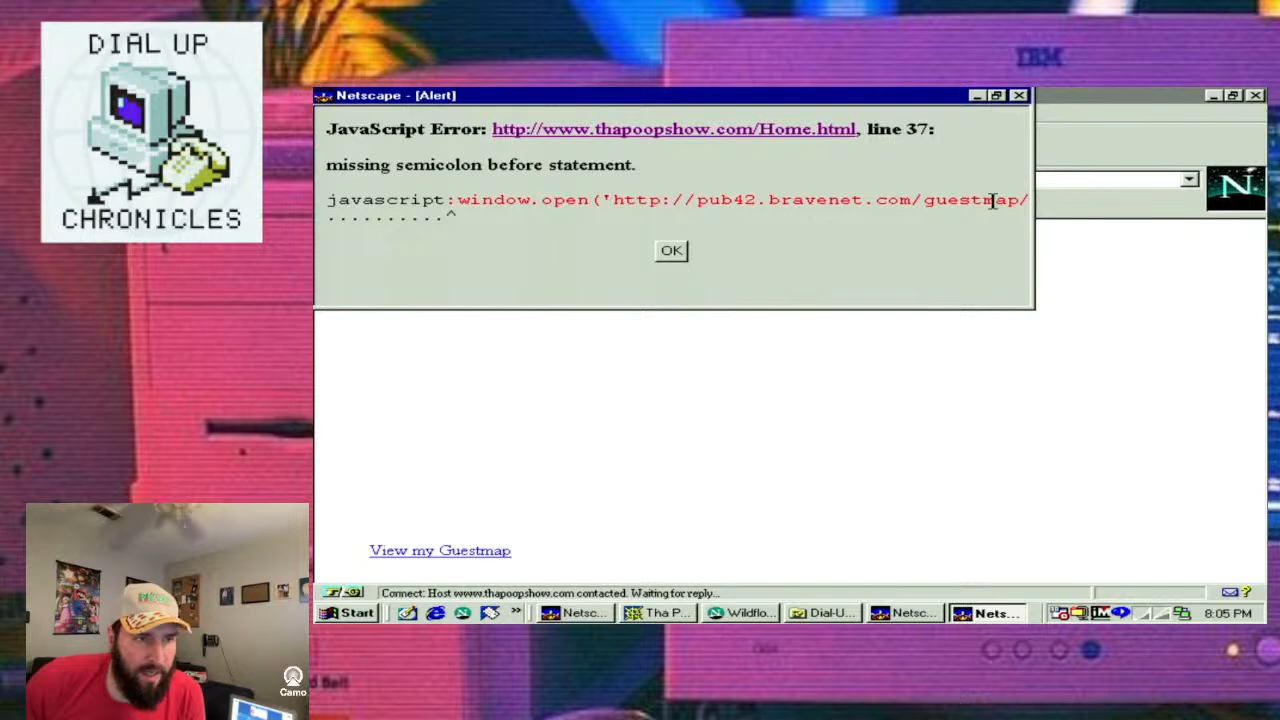 DIAL UP
CHRONICLES
IBM
Netscape - [Alert]
JavaScript Error: http://www.thapoopshow.com/Home.html, line 37:
missing semicolon before statement.
javascript:window.open('http://pub42.bravenet.com/guestmap/
..........^
OK
N
View my Guestmap
Connect: Host www.thapoopshow.com contacted. Waiting for reply...
Start
Netsc...
Tha P...
Wildflo...
Dial-U...
Netsc...
Nets...
8:05 PM
Camo
d Bell